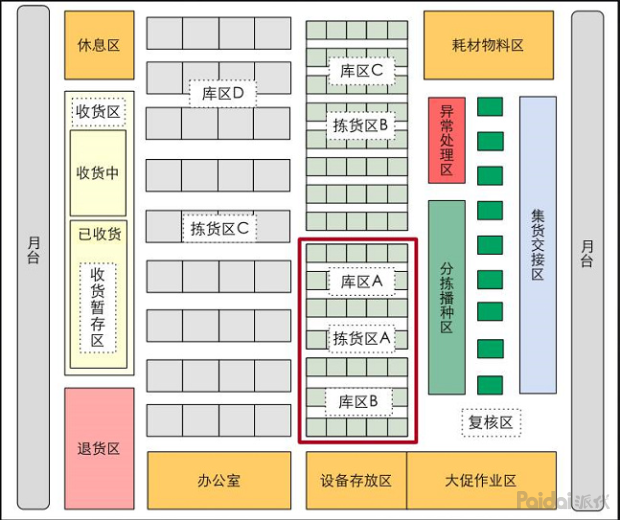 休息区
耗材物料区
库区D
库区C
收货区
拣货区B
异常处理区
收货中
月台
已收货
拣货区C
集货交接区
月台
收货暂存区
库区A
分拣播种区
拣货区A
库区B
复核区
退货区
办公室
设备存放区
大促作业区
Paidai派代